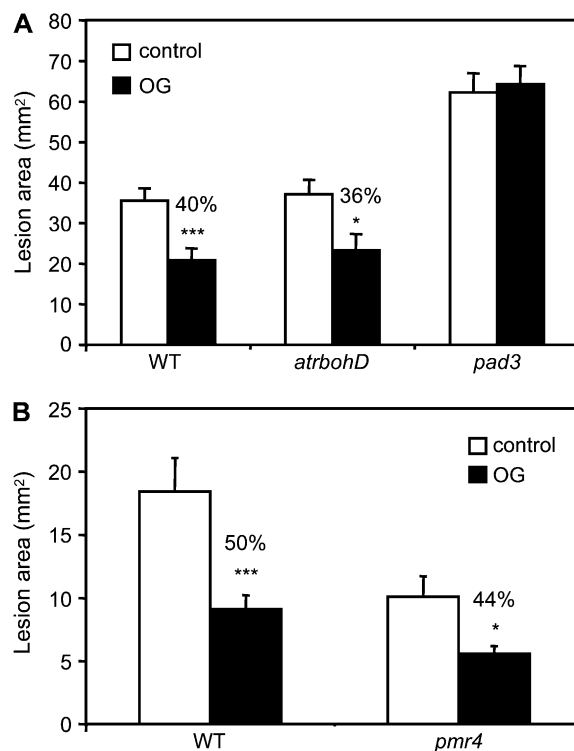 A
Lesion area (mm²)
80
70
60
50
40
30
20
10
0
control
OG
40%
***
36%
*
WT
atrbohD
pad3
B
Lesion area (mm²)
25
20
15
10
5
0
control
OG
50%
***
44%
*
WT
pmr4